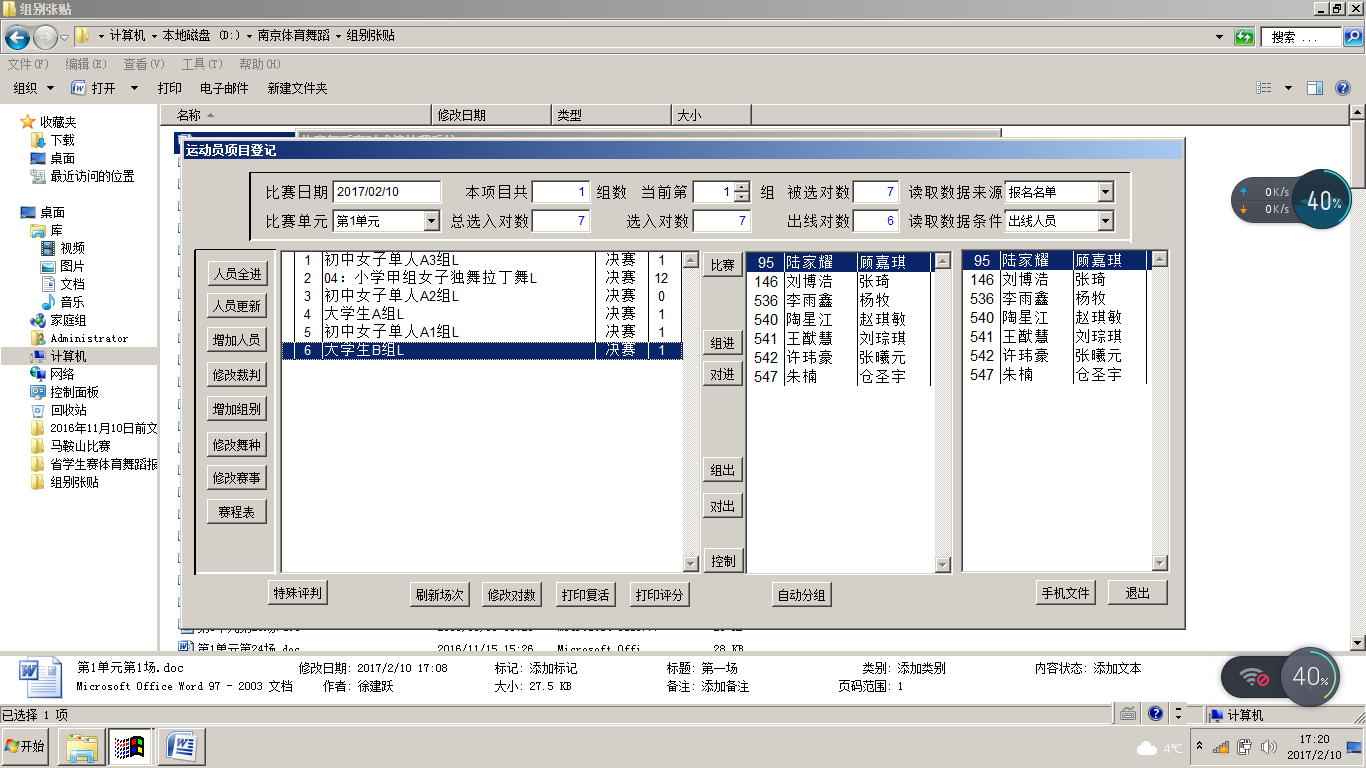 组别张贴
计算机 本地磁盘 (D:) 南京体育舞蹈 组别张贴
搜索 ...
文件(F) 编辑(E) 查看(V) 工具(T) 帮助(H)
组织 打开 打印 电子邮件 新建文件夹
名称 修改日期 类型 大小
收藏夹
下载
桌面
最近访问的位置
桌面
库
视频
图片
文档
音乐
家庭组
Administrator
计算机
网络
控制面板
回收站
2016年11月10日前文
马鞍山比赛
省学生赛体育舞蹈报
组别张贴
运动员项目登记
比赛日期 2017/02/10 本项目共 1 组数 当前第 1 组 被选对数 7 读取数据来源 报名名单
比赛单元 第1单元 总选入对数 7 选入对数 7 出线对数 6 读取数据条件 出线人员
人员全进
人员更新
增加人员
修改裁判
增加组别
修改舞种
修改赛事
赛程表
1 初中女子单人A3组L 决赛 1
2 04: 小学甲组女子独舞拉丁舞L 决赛 12
3 初中女子单人A2组L 决赛 0
4 大学生A组L 决赛 1
5 初中女子单人A1组L 决赛 1
6 大学生B组L 决赛 1
比赛
组进
对进
组出
对出
控制
95 陆家耀 顾嘉琪
146 刘博浩 张琦
536 李雨鑫 杨牧
540 陶星江 赵琪敏
541 王猷慧 刘琮琪
542 许玮豪 张曦元
547 朱楠 仓圣宇
95 陆家耀 顾嘉琪
146 刘博浩 张琦
536 李雨鑫 杨牧
540 陶星江 赵琪敏
541 王猷慧 刘琮琪
542 许玮豪 张曦元
547 朱楠 仓圣宇
特殊评判 刷新场次 修改对数 打印复活 打印评分 自动分组 手机文件 退出
第1单元第24场.doc 2016/11/15 15:26 Microsoft Offi... 28 KB
第1单元第1场.doc 修改日期: 2017/2/10 17:08 标记: 添加标记 标题: 第一场 类别: 添加类别 内容状态: 添加文本
Microsoft Office Word 97 - 2003 文档 作者: 徐建跃 大小: 27.5 KB 备注: 添加备注 页码范围: 1
已选择 1 项
计算机
0K/s
0K/s
40%
40%
开始
4℃
17:20
2017/2/10